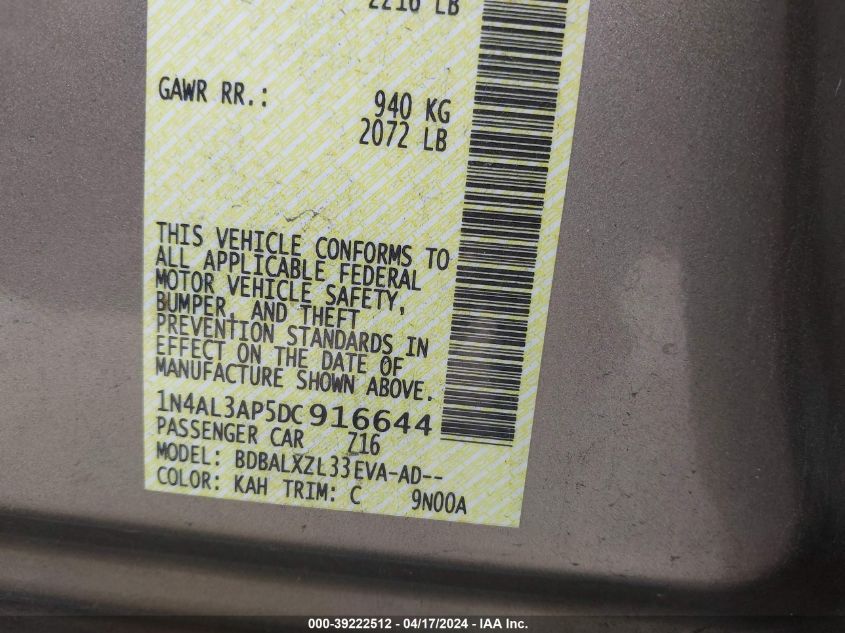 2216 LB
GAWR RR.: 940 KG
2072 LB
THIS VEHICLE CONFORMS TO
ALL APPLICABLE FEDERAL
MOTOR VEHICLE SAFETY,
BUMPER, AND THEFT
PREVENTION STANDARDS IN
EFFECT ON THE DATE OF
MANUFACTURE SHOWN ABOVE.
1N4AL3AP5DC916644
PASSENGER CAR Z16
MODEL: BDBALXZL33EVA-AD--
COLOR: KAH TRIM: C 9N00A
000-39222512 - 04/17/2024 - IAA Inc.